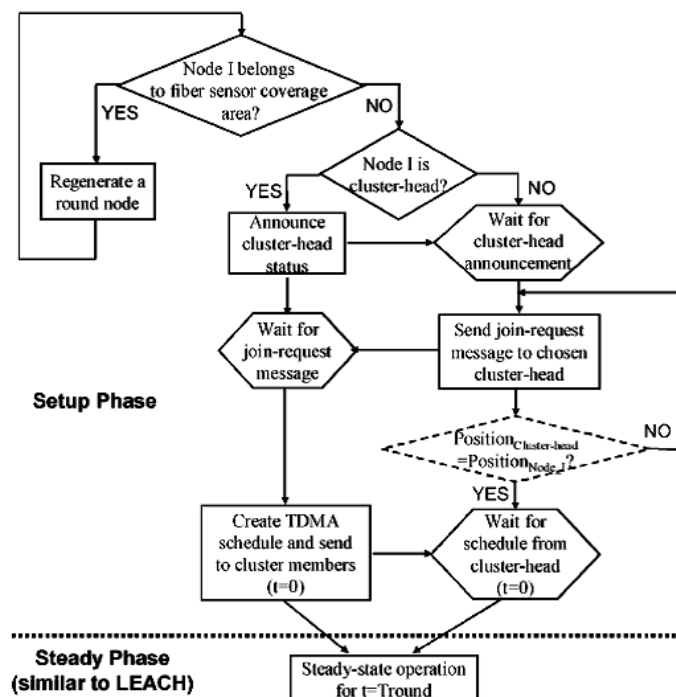 Node I belongs
to fiber sensor coverage
area?
YES
NO
Regenerate a
round node
Node I is
cluster-head?
YES
NO
Announce
cluster-head
status
Wait for
cluster-head
announcement
Wait for
join-request
message
Send join-request
message to chosen
cluster-head
Setup Phase
PositionCluster-head
=PositionNode_I?
NO
YES
Create TDMA
schedule and send
to cluster members
(t=0)
Wait for
schedule from
cluster-head
(t=0)
Steady Phase
(similar to LEACH)
Steady-state operation
for t=Tround